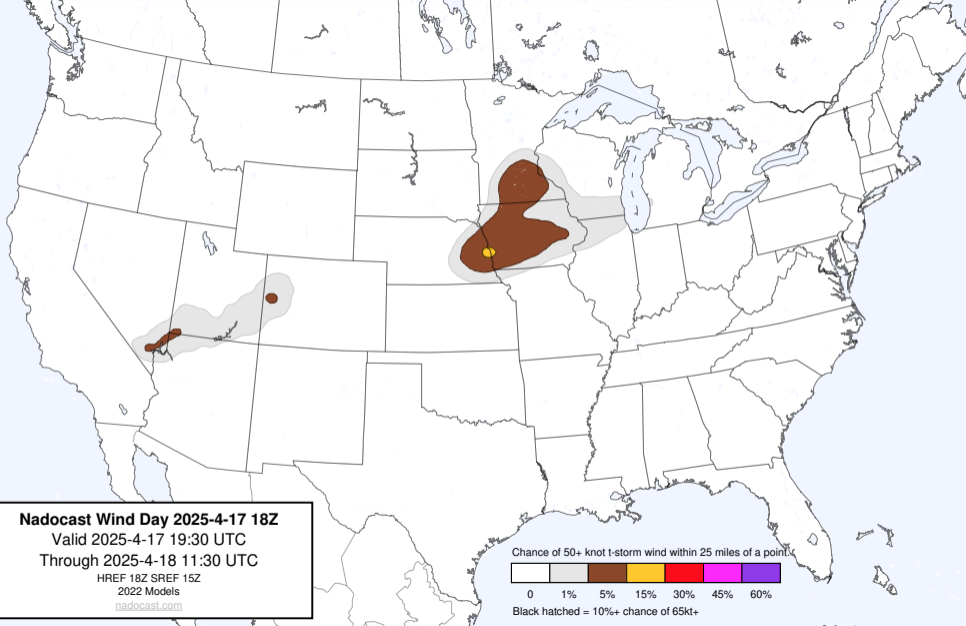 Nadocast Wind Day 2025-4-17 18Z
Valid 2025-4-17 19:30 UTC
Through 2025-4-18 11:30 UTC
HREF 18Z SREF 15Z
2022 Models
nadocast.com
Chance of 50+ knot t-storm wind within 25 miles of a point.
0 1% 5% 15% 30% 45% 60%
Black hatched = 10%+ chance of 65kt+